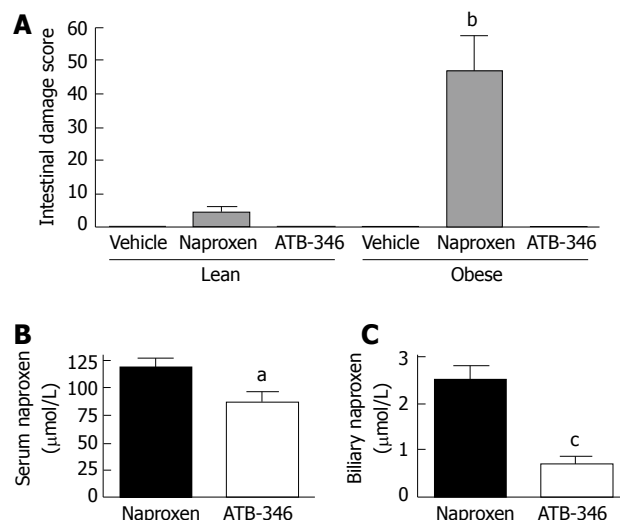 A
Intestinal damage score
60
50
40
30
20
10
0
b
Vehicle Naproxen ATB-346 Vehicle Naproxen ATB-346
Lean Obese
B
Serum naproxen
(μmol/L)
125
100
75
50
25
0
a
Naproxen ATB-346
C
Biliary naproxen
(μmol/L)
3
2
1
0
c
Naproxen ATB-346